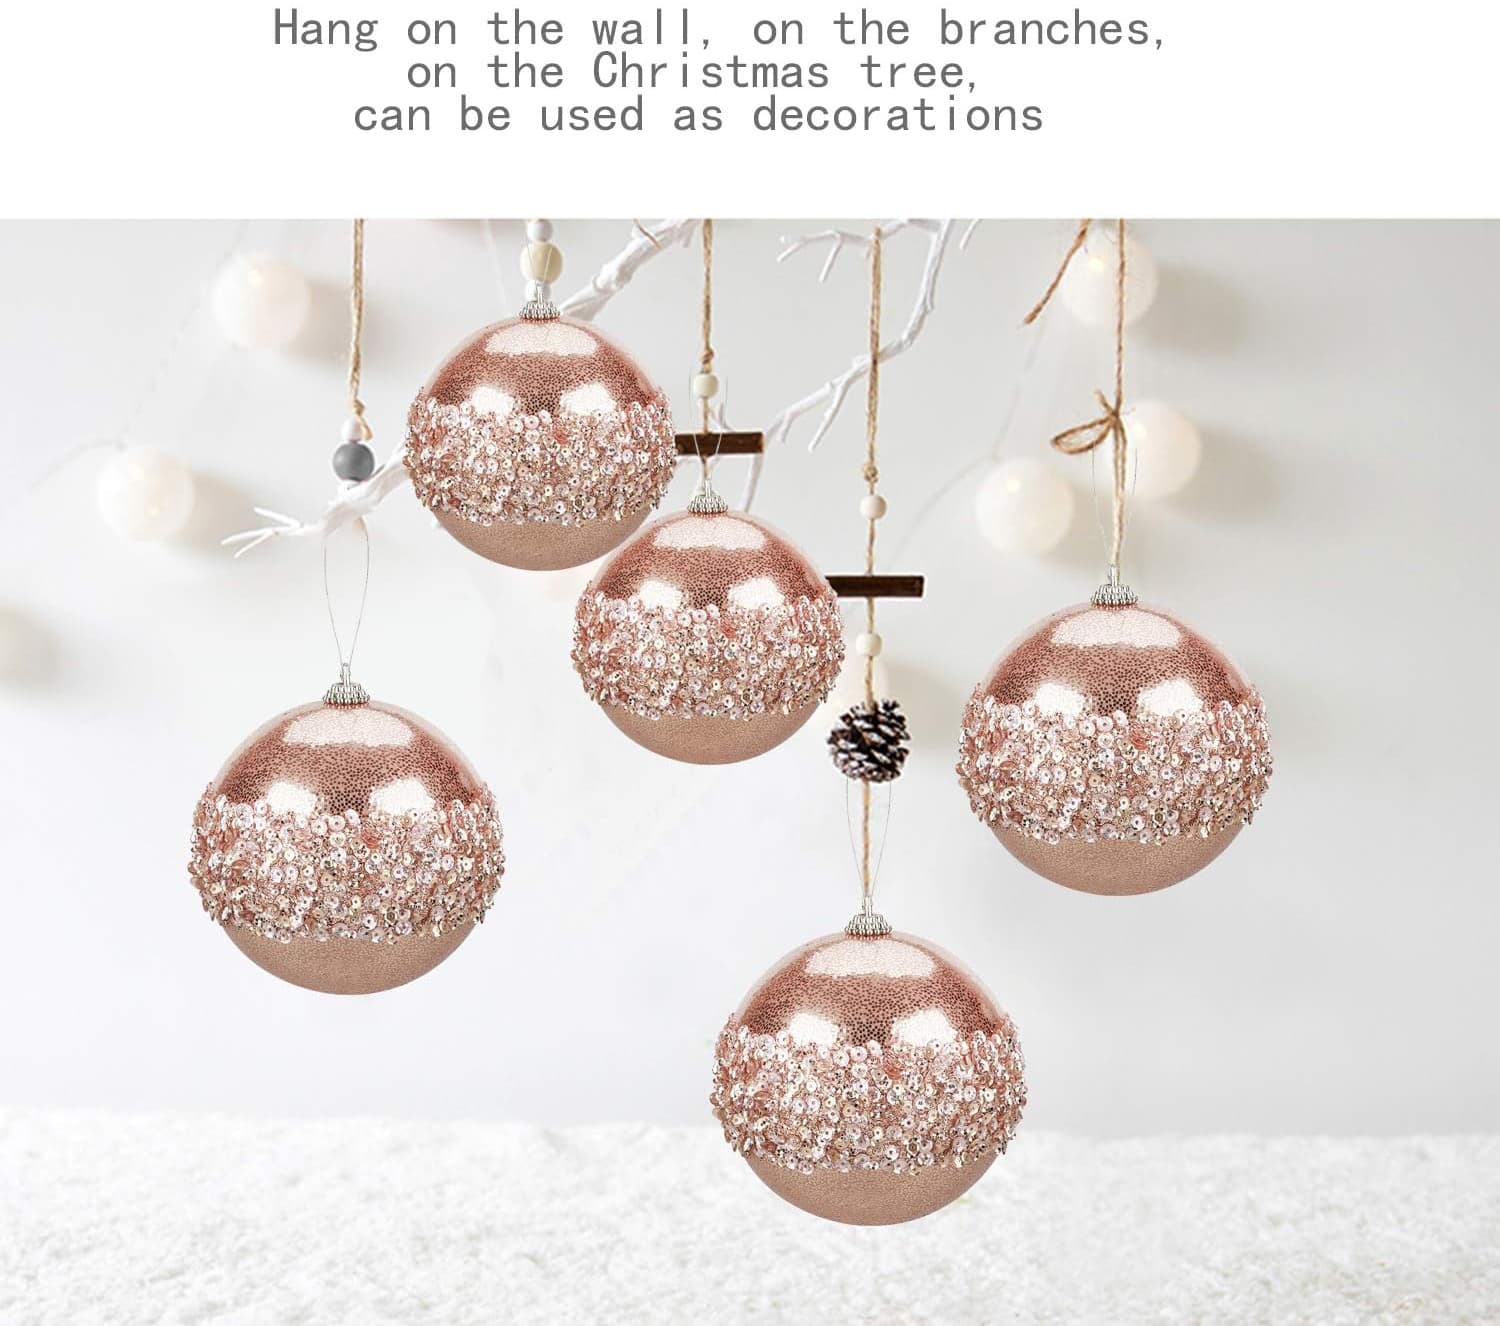 Hang on the wall, on the branches,
on the Christmas tree,
can be used as decorations